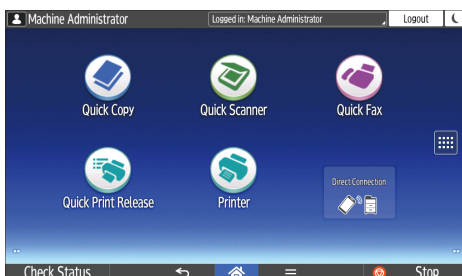 Machine Administrator
Logged in: Machine Administrator
Logout
Quick Copy
Quick Scanner
Quick Fax
Quick Print Release
Printer
Direct Connection
Check Status
Stop